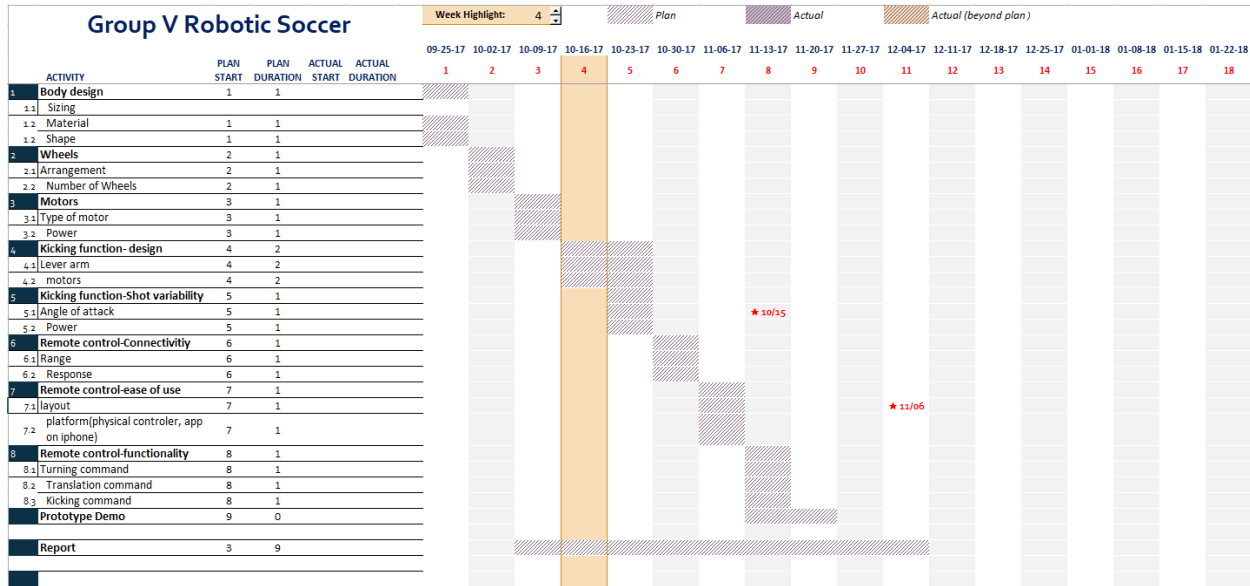 Group V Robotic Soccer
Week Highlight: 4
Plan
Actual
Actual (beyond plan )
09-25-17 10-02-17 10-09-17 10-16-17 10-23-17 10-30-17 11-06-17 11-13-17 11-20-17 11-27-17 12-04-17 12-11-17 12-18-17 12-25-17 01-01-18 01-08-18 01-15-18 01-22-18
ACTIVITY PLAN START PLAN DURATION ACTUAL START ACTUAL DURATION 1 2 3 4 5 6 7 8 9 10 11 12 13 14 15 16 17 18
1 Body design 1 1
1.1 Sizing
1.2 Material 1 1
1.2 Shape 1 1
2 Wheels 2 1
2.1 Arrangement 2 1
2.2 Number of Wheels 2 1
3 Motors 3 1
3.1 Type of motor 3 1
3.2 Power 3 1
4 Kicking function- design 4 2
4.1 Lever arm 4 2
4.2 motors 4 2
5 Kicking function-Shot variability 5 1
5.1 Angle of attack 5 1 ★ 10/15
5.2 Power 5 1
6 Remote control-Connectivitiy 6 1
6.1 Range 6 1
6.2 Response 6 1
7 Remote control-ease of use 7 1
7.1 layout 7 1 ★ 11/06
7.2 platform(physical controler, app
on iphone) 7 1
8 Remote control-functionality 8 1
8.1 Turning command 8 1
8.2 Translation command 8 1
8.3 Kicking command 8 1
Prototype Demo 9 0
Report 3 9